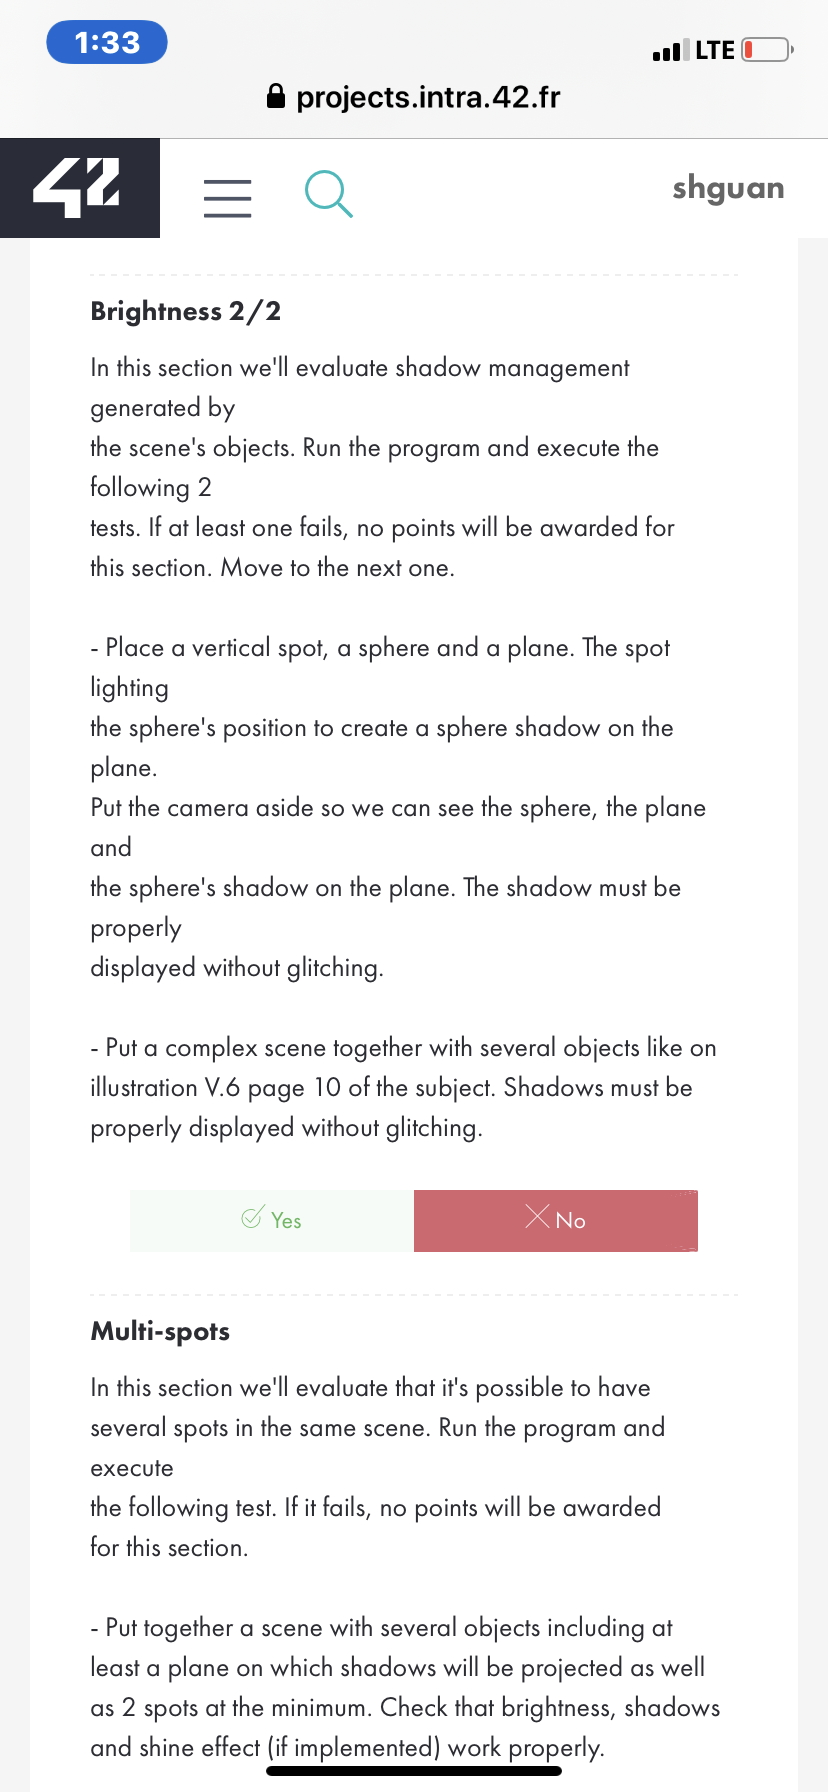 1:33
LTE
projects.intra.42.fr
42
shguan
Brightness 2/2
In this section we'll evaluate shadow management
generated by
the scene's objects. Run the program and execute the
following 2
tests. If at least one fails, no points will be awarded for
this section. Move to the next one.
- Place a vertical spot, a sphere and a plane. The spot
lighting
the sphere's position to create a sphere shadow on the
plane.
Put the camera aside so we can see the sphere, the plane
and
the sphere's shadow on the plane. The shadow must be
properly
displayed without glitching.
- Put a complex scene together with several objects like on
illustration V.6 page 10 of the subject. Shadows must be
properly displayed without glitching.
Yes
No
Multi-spots
In this section we'll evaluate that it's possible to have
several spots in the same scene. Run the program and
execute
the following test. If it fails, no points will be awarded
for this section.
- Put together a scene with several objects including at
least a plane on which shadows will be projected as well
as 2 spots at the minimum. Check that brightness, shadows
and shine effect (if implemented) work properly.